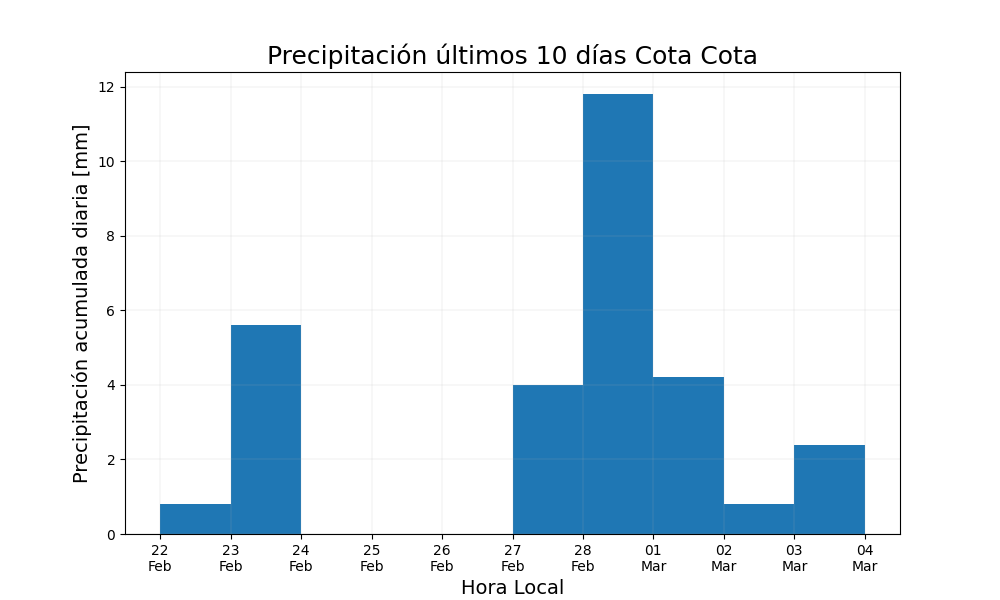 Precipitación últimos 10 días Cota Cota
Precipitación acumulada diaria [mm]
12
10
8
6
4
2
0
22 23 24 25 26 27 28 01 02 03 04
Feb Feb Feb Feb Feb Feb Feb Mar Mar Mar Mar
Hora Local